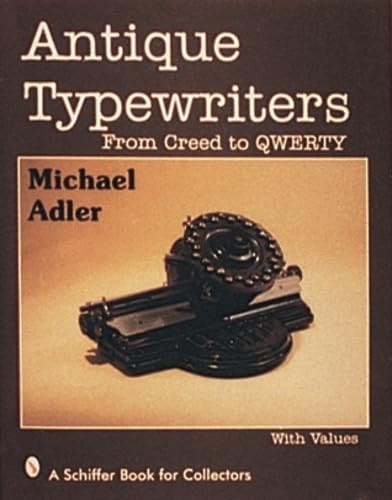 Antique
Typewriters
From Creed to QWERTY
Michael
Adler
With Values
A Schiffer Book for Collectors